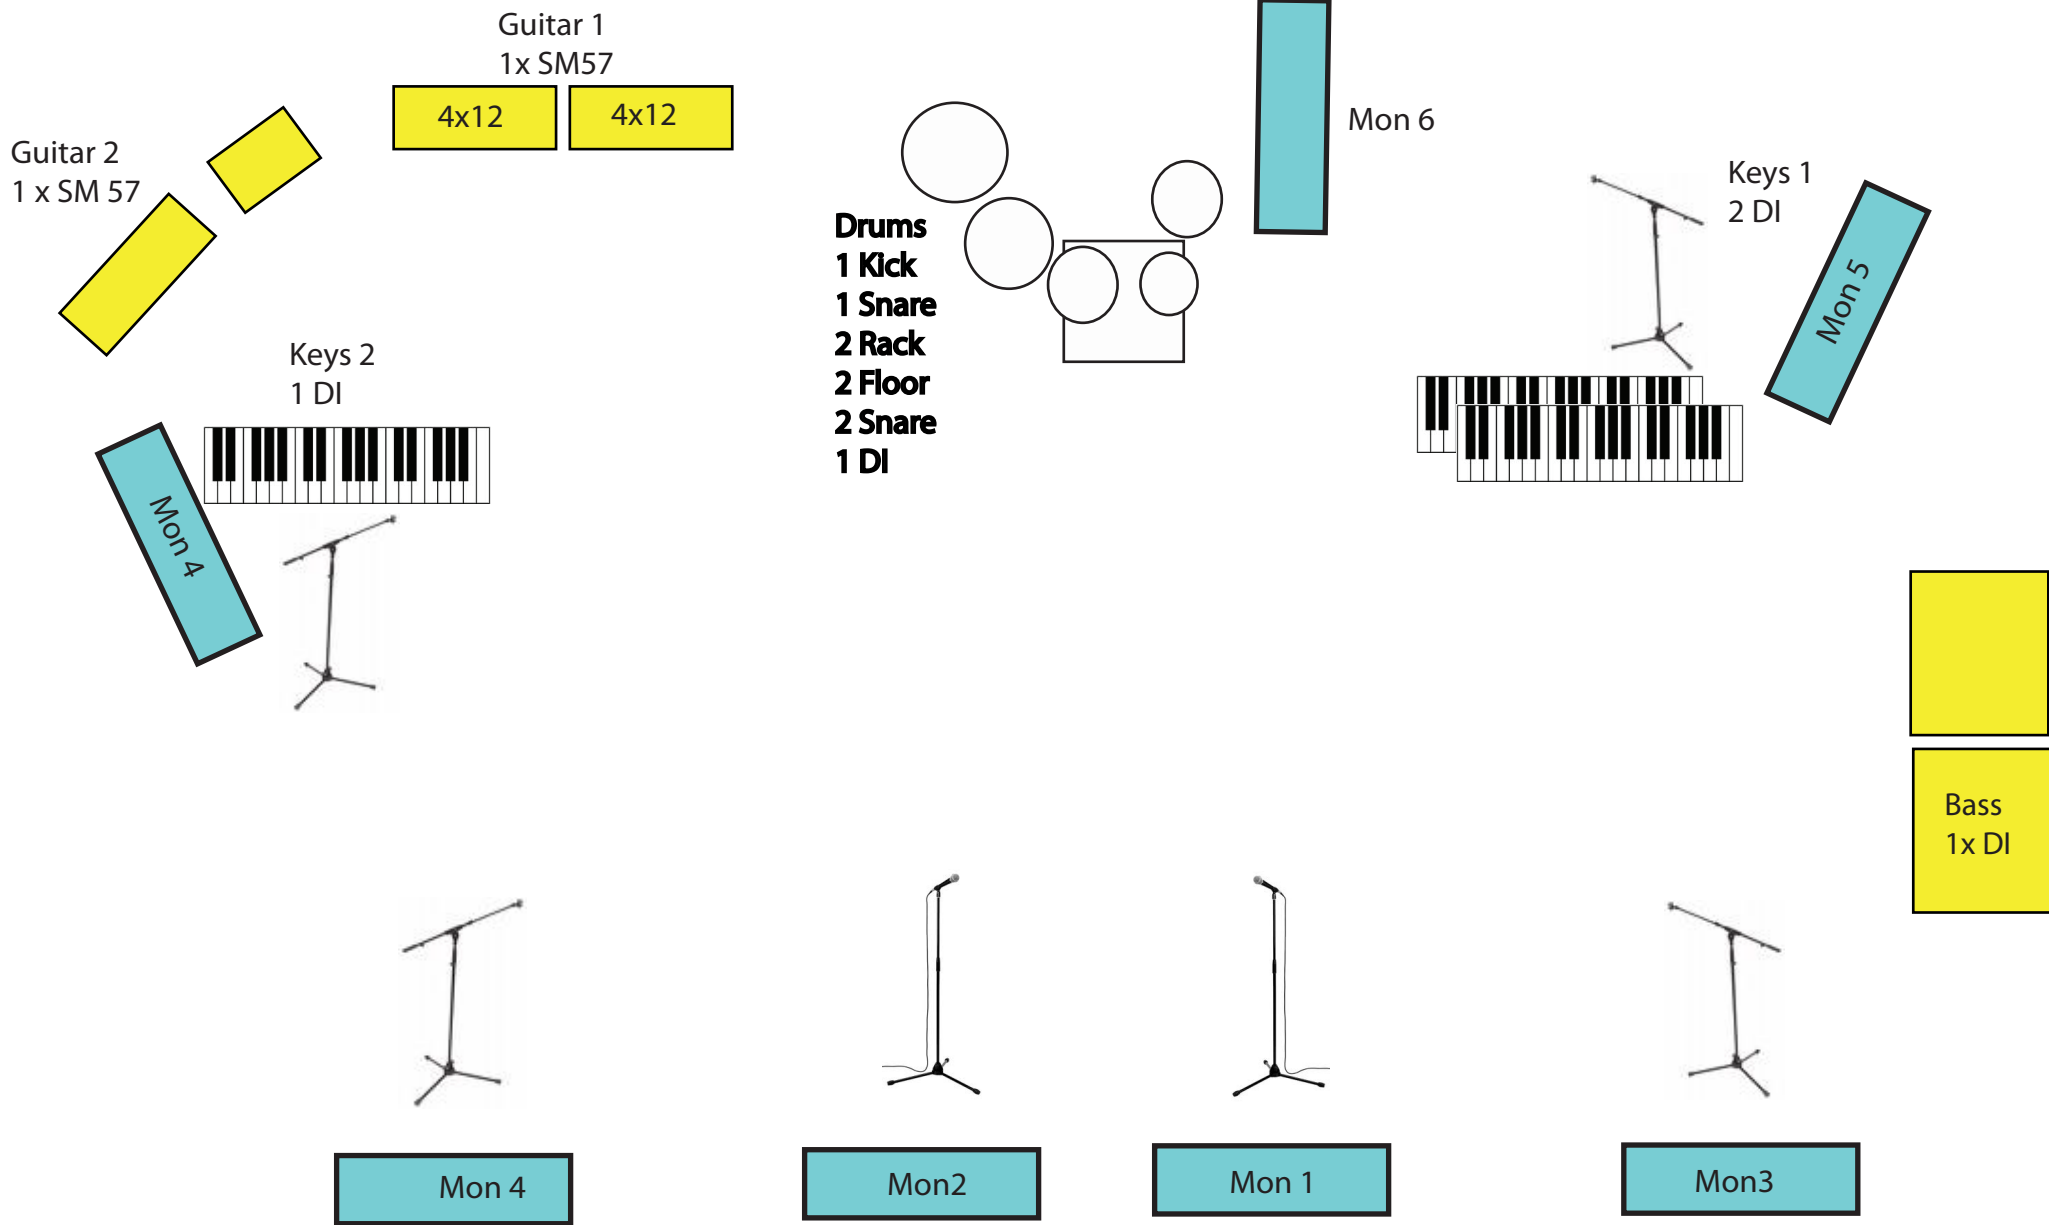 Guitar 1
1x SM57
4x12
4x12
Guitar 2
1 x SM 57
Mon 6
Keys 1
2 DI
Mon 5
Drums
1 Kick
1 Snare
2 Rack
2 Floor
2 Snare
1 DI
Keys 2
1 DI
Mon 4
Bass
1x DI
Mon 4
Mon2
Mon 1
Mon3